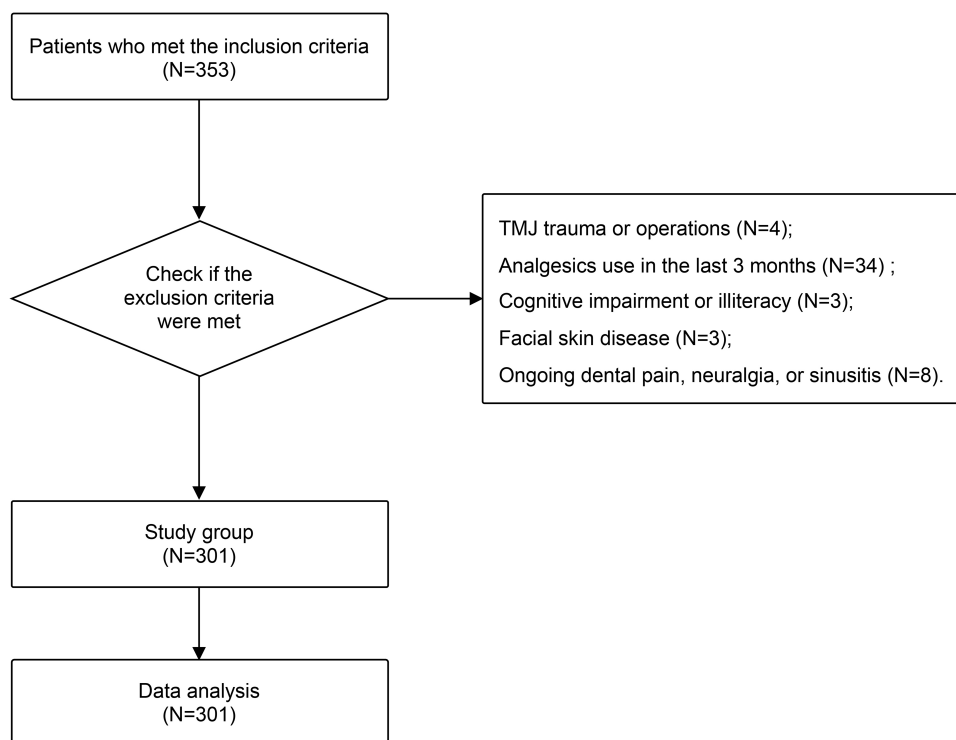 Patients who met the inclusion criteria
(N=353)
Check if the
exclusion criteria
were met
TMJ trauma or operations (N=4);
Analgesics use in the last 3 months (N=34) ;
Cognitive impairment or illiteracy (N=3);
Facial skin disease (N=3);
Ongoing dental pain, neuralgia, or sinusitis (N=8).
Study group
(N=301)
Data analysis
(N=301)